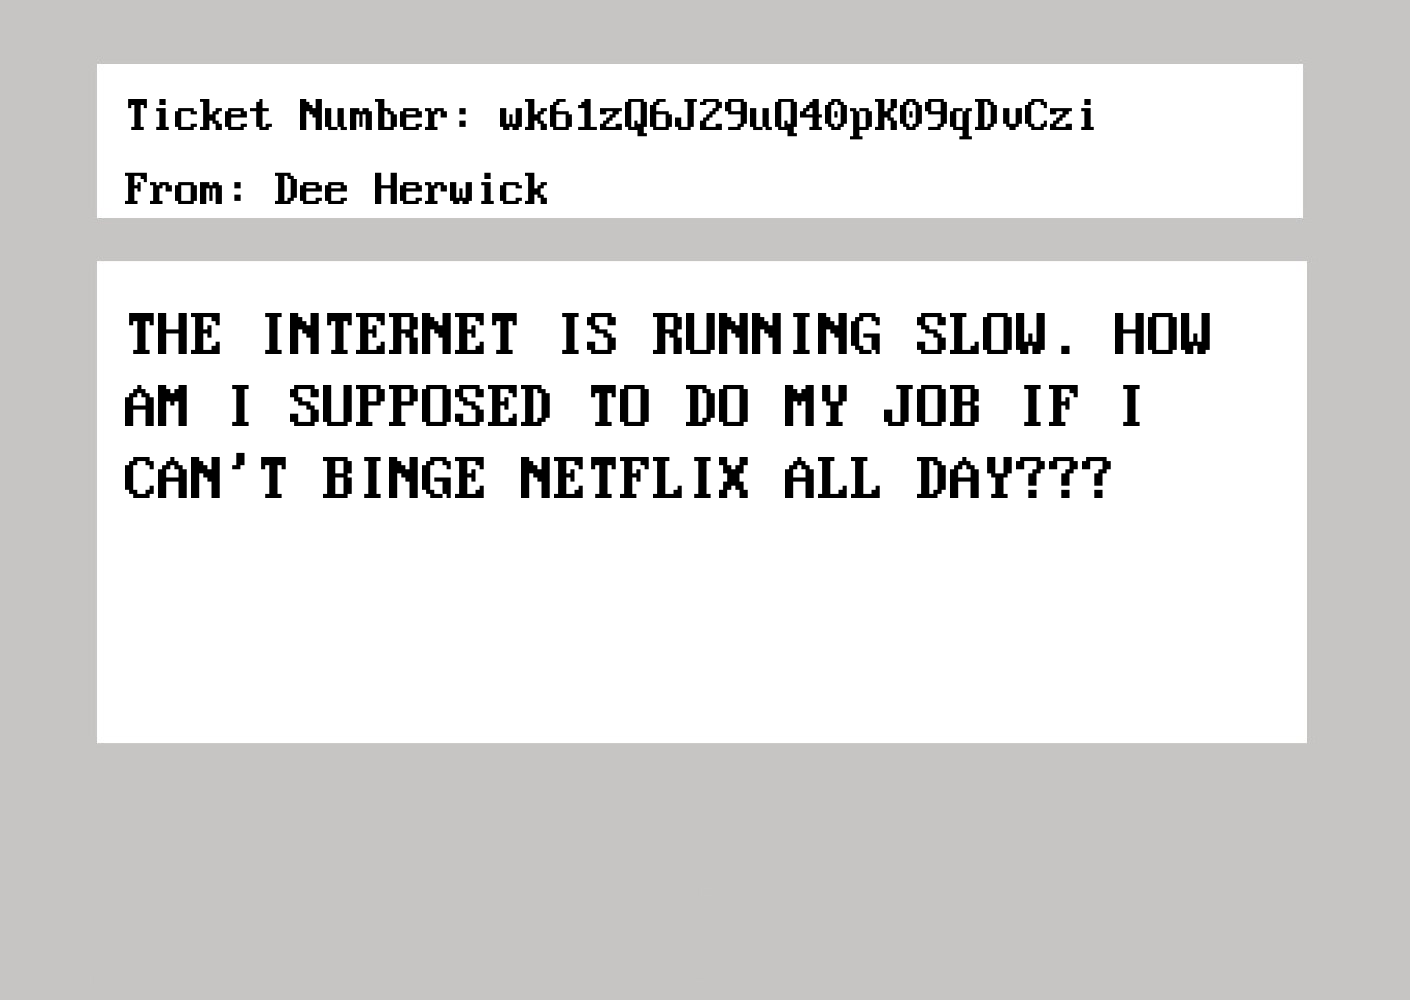 Ticket Number: wk61zQ6J29uQ40pK09qDvCzi
From: Dee Herwick
THE INTERNET IS RUNNING SLOW. HOW
AM I SUPPOSED TO DO MY JOB IF I
CAN'T BINGE NETFLIX ALL DAY???